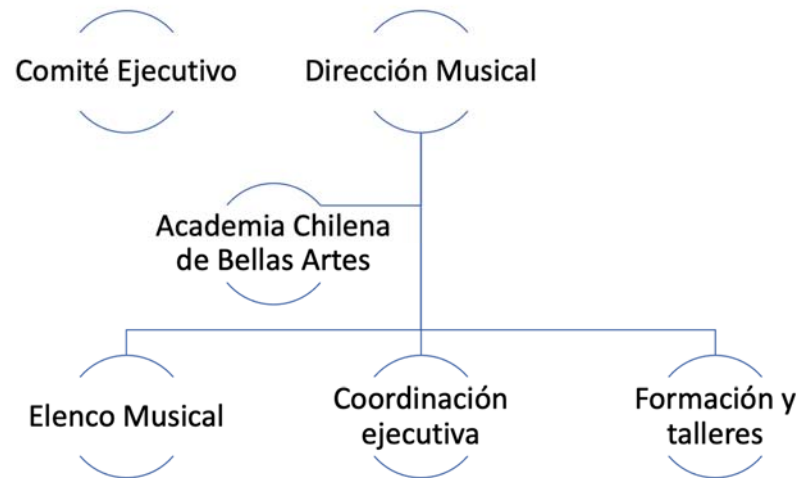 Comité Ejecutivo
Dirección Musical
Academia Chilena
de Bellas Artes
Elenco Musical
Coordinación
ejecutiva
Formación y
talleres